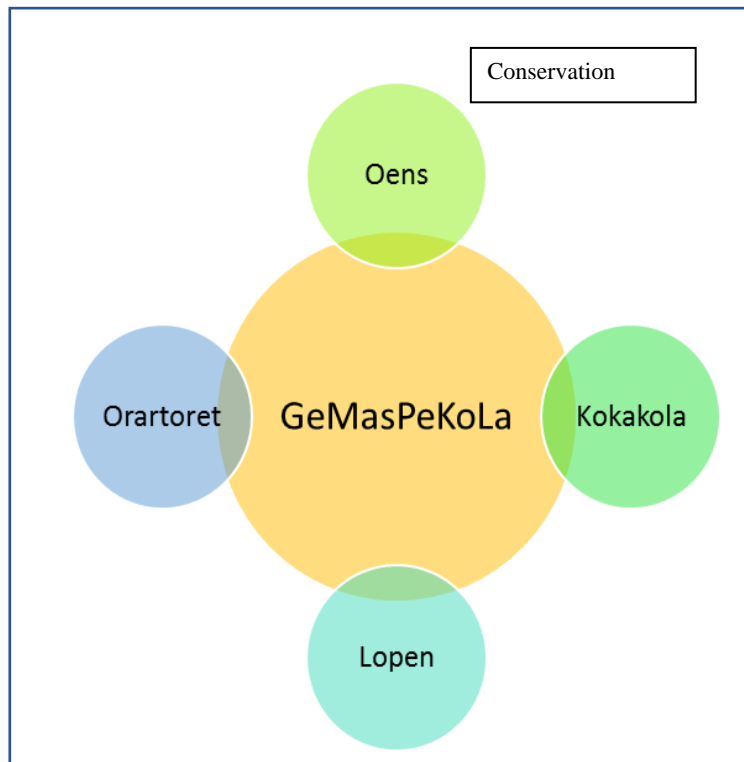 Conservation
Oens
Orartoret
GeMasPeKoLa
Kokakola
Lopen